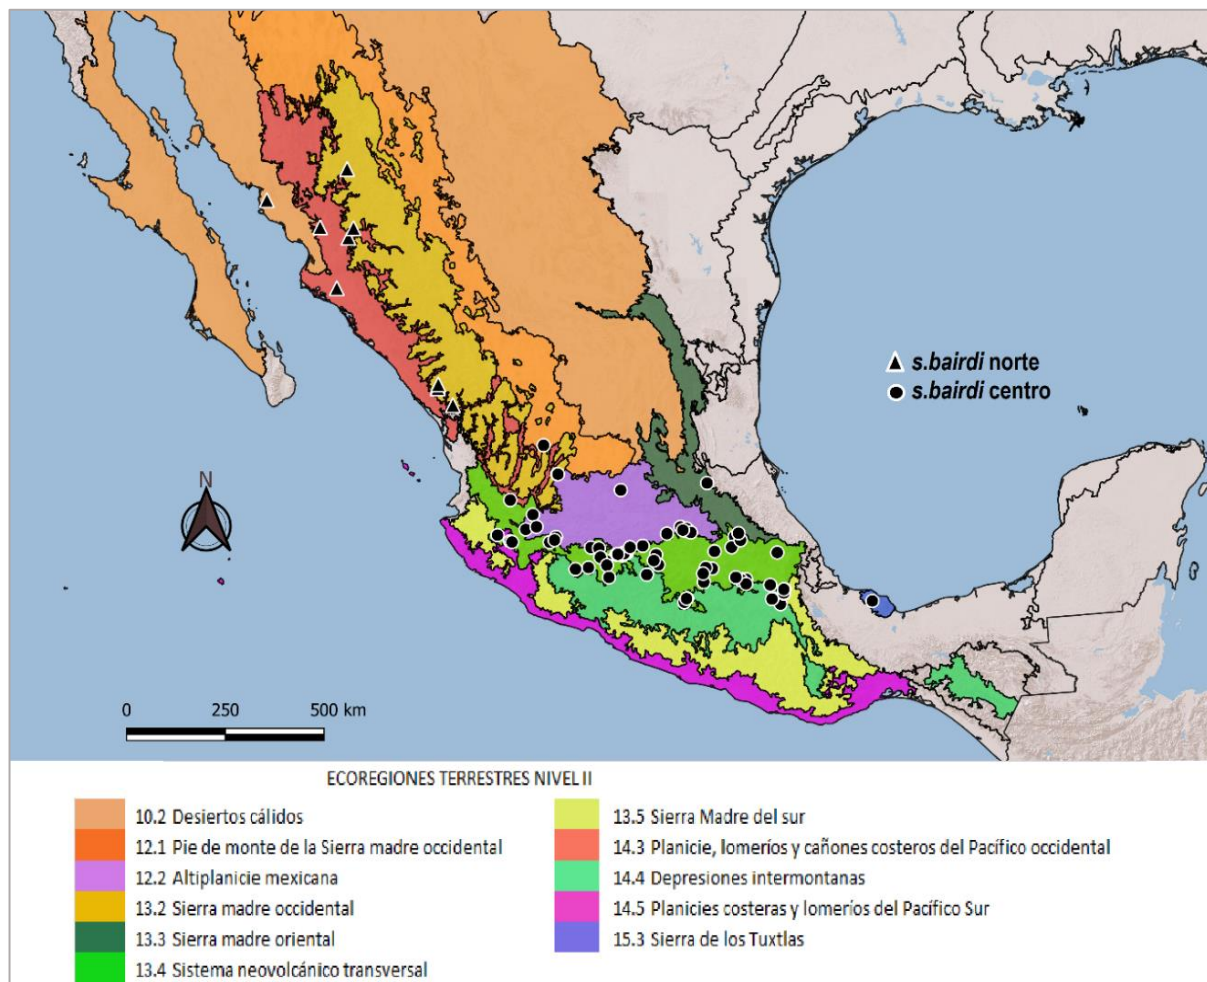 s.bairdi norte
s.bairdi centro
N
0 250 500 km
ECOREGIONES TERRESTRES NIVEL II
10.2 Desiertos cálidos
12.1 Pie de monte de la Sierra madre occidental
12.2 Altiplanicie mexicana
13.2 Sierra madre occidental
13.3 Sierra madre oriental
13.4 Sistema neovolcánico transversal
13.5 Sierra Madre del sur
14.3 Planicie, lomeríos y cañones costeros del Pacífico occidental
14.4 Depresiones intermontanas
14.5 Planicies costeras y lomeríos del Pacífico Sur
15.3 Sierra de los Tuxtlas